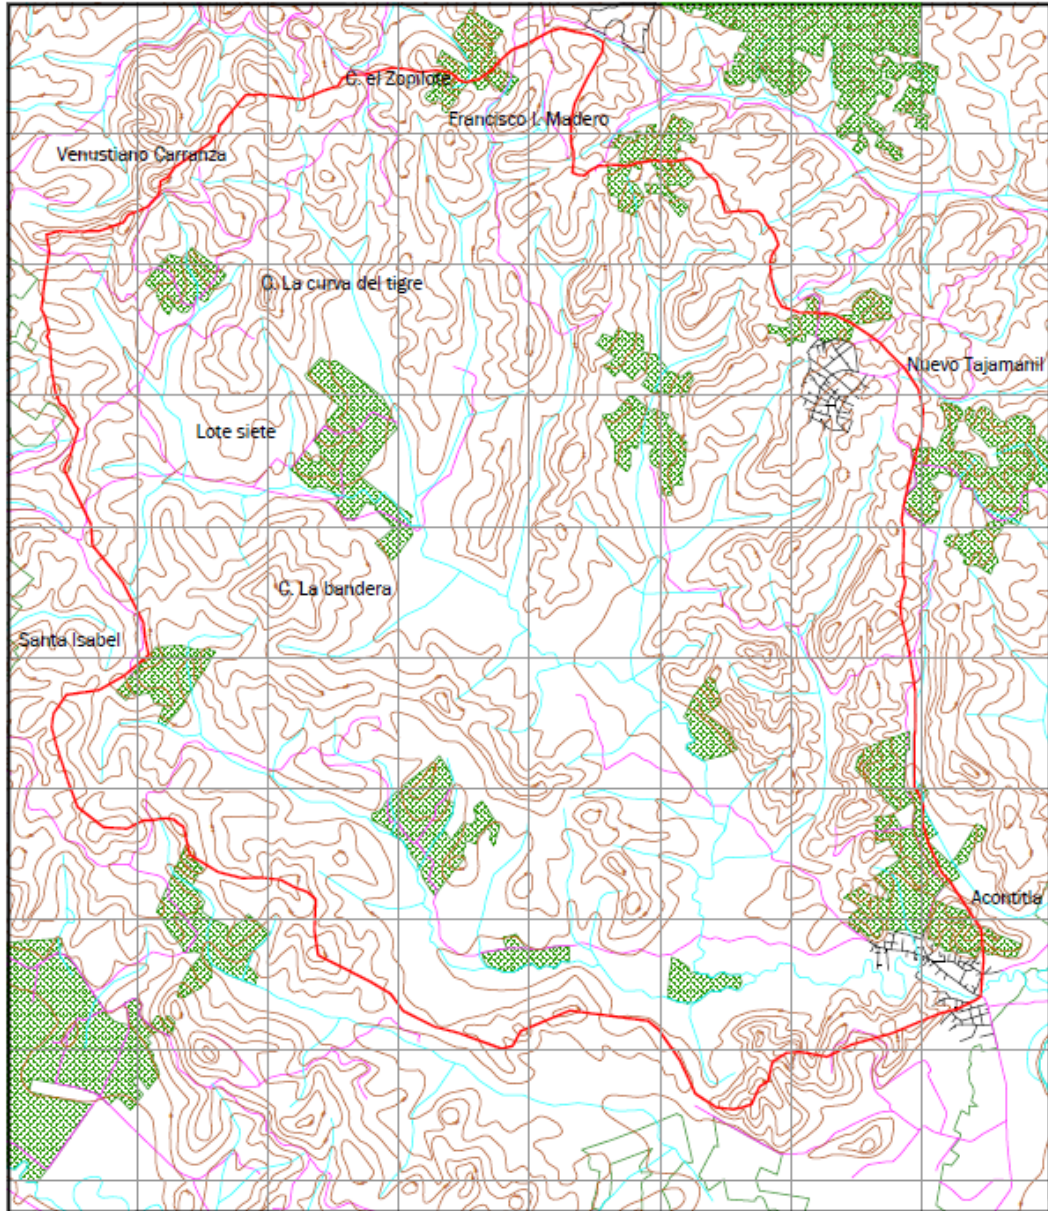 C. el Zopilote
Francisco I. Madero
Venustiano Carranza
C. La curva del tigre
Nuevo Tajamanil
Lote siete
C. La bandera
Santa Isabel
Acontitla